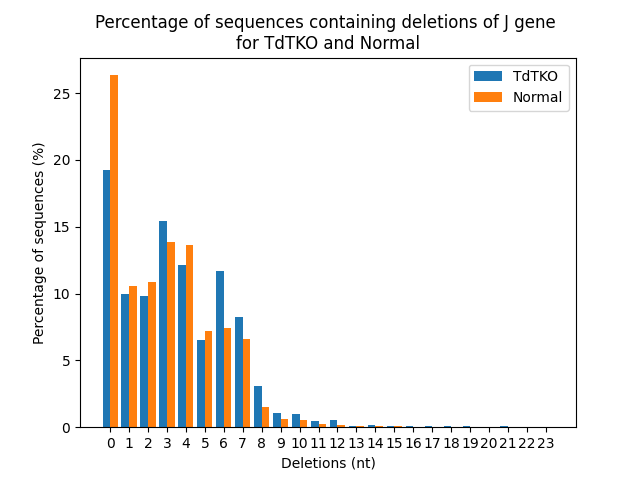 Percentage of sequences containing deletions of J gene
for TdTKO and Normal
TdTKO
Normal
Percentage of sequences (%)
25
20
15
10
5
0
0 1 2 3 4 5 6 7 8 9 10 11 12 13 14 15 16 17 18 19 20 21 22 23
Deletions (nt)